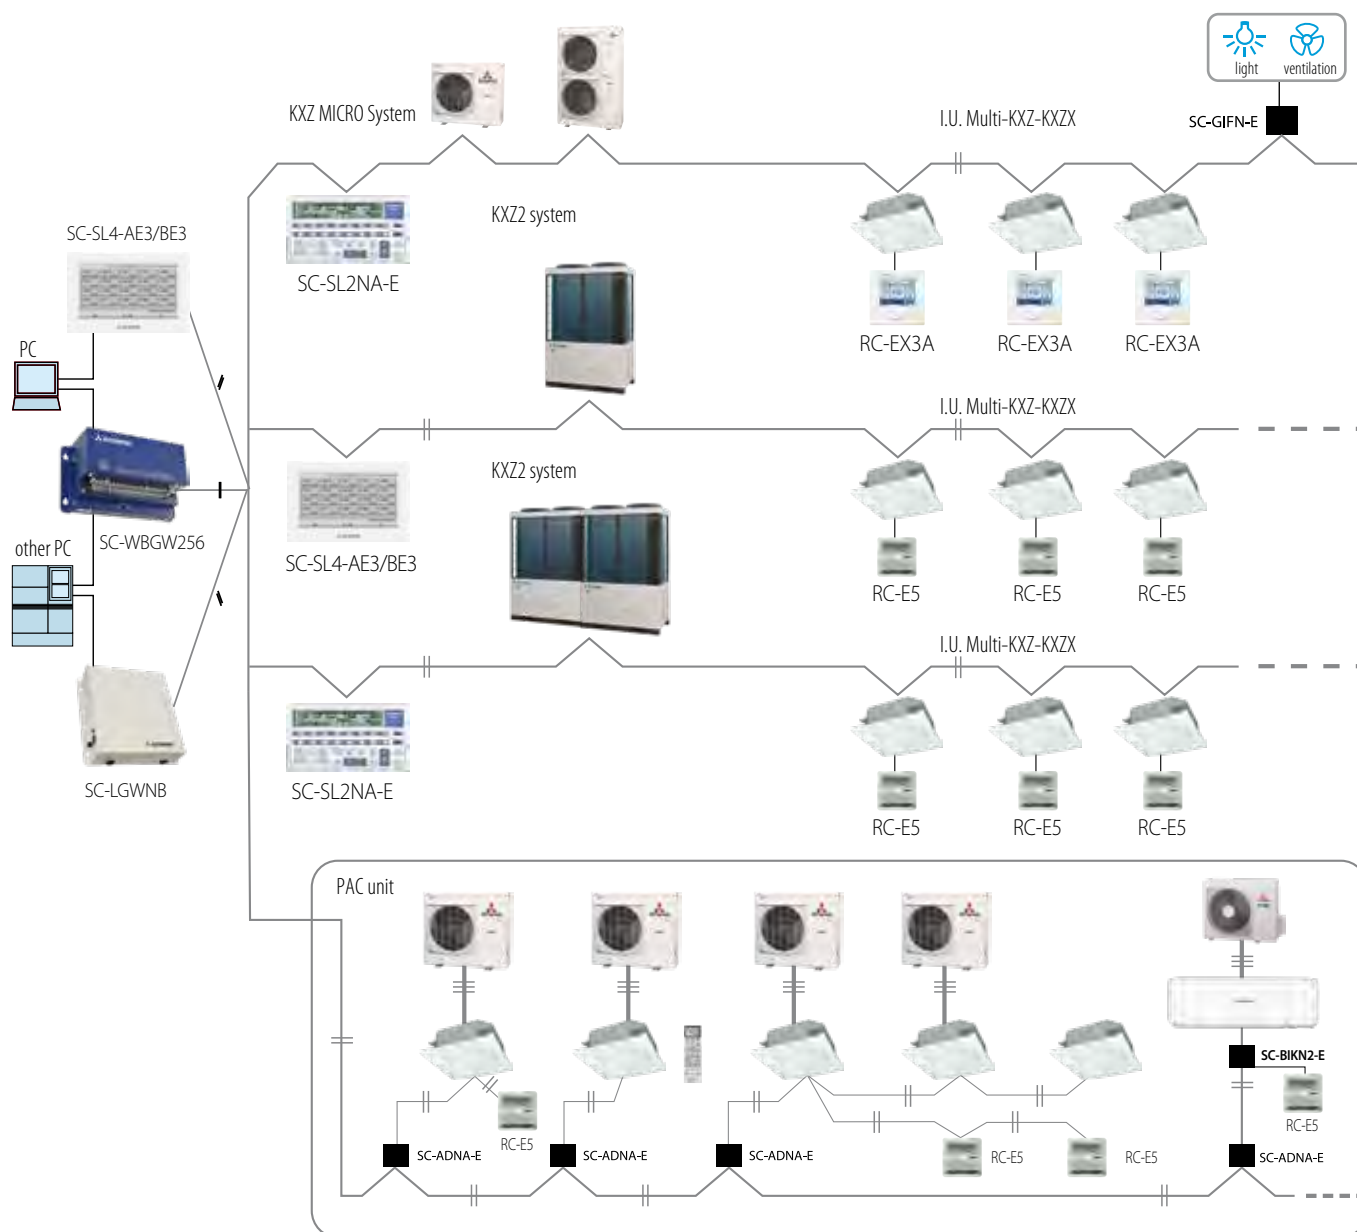 light
ventilation
KXZ MICRO System
I.U. Multi-KXZ-KXZX
SC-GIFN-E
SC-SL4-AE3/BE3
KXZ2 system
SC-SL2NA-E
RC-EX3A
RC-EX3A
RC-EX3A
PC
I.U. Multi-KXZ-KXZX
KXZ2 system
other PC
SC-WBGW256
SC-SL4-AE3/BE3
RC-E5
RC-E5
RC-E5
I.U. Multi-KXZ-KXZX
SC-LGWNB
SC-SL2NA-E
RC-E5
RC-E5
RC-E5
PAC unit
SC-BIKN2-E
RC-E5
RC-E5
SC-ADNA-E
SC-ADNA-E
SC-ADNA-E
RC-E5
RC-E5
SC-ADNA-E